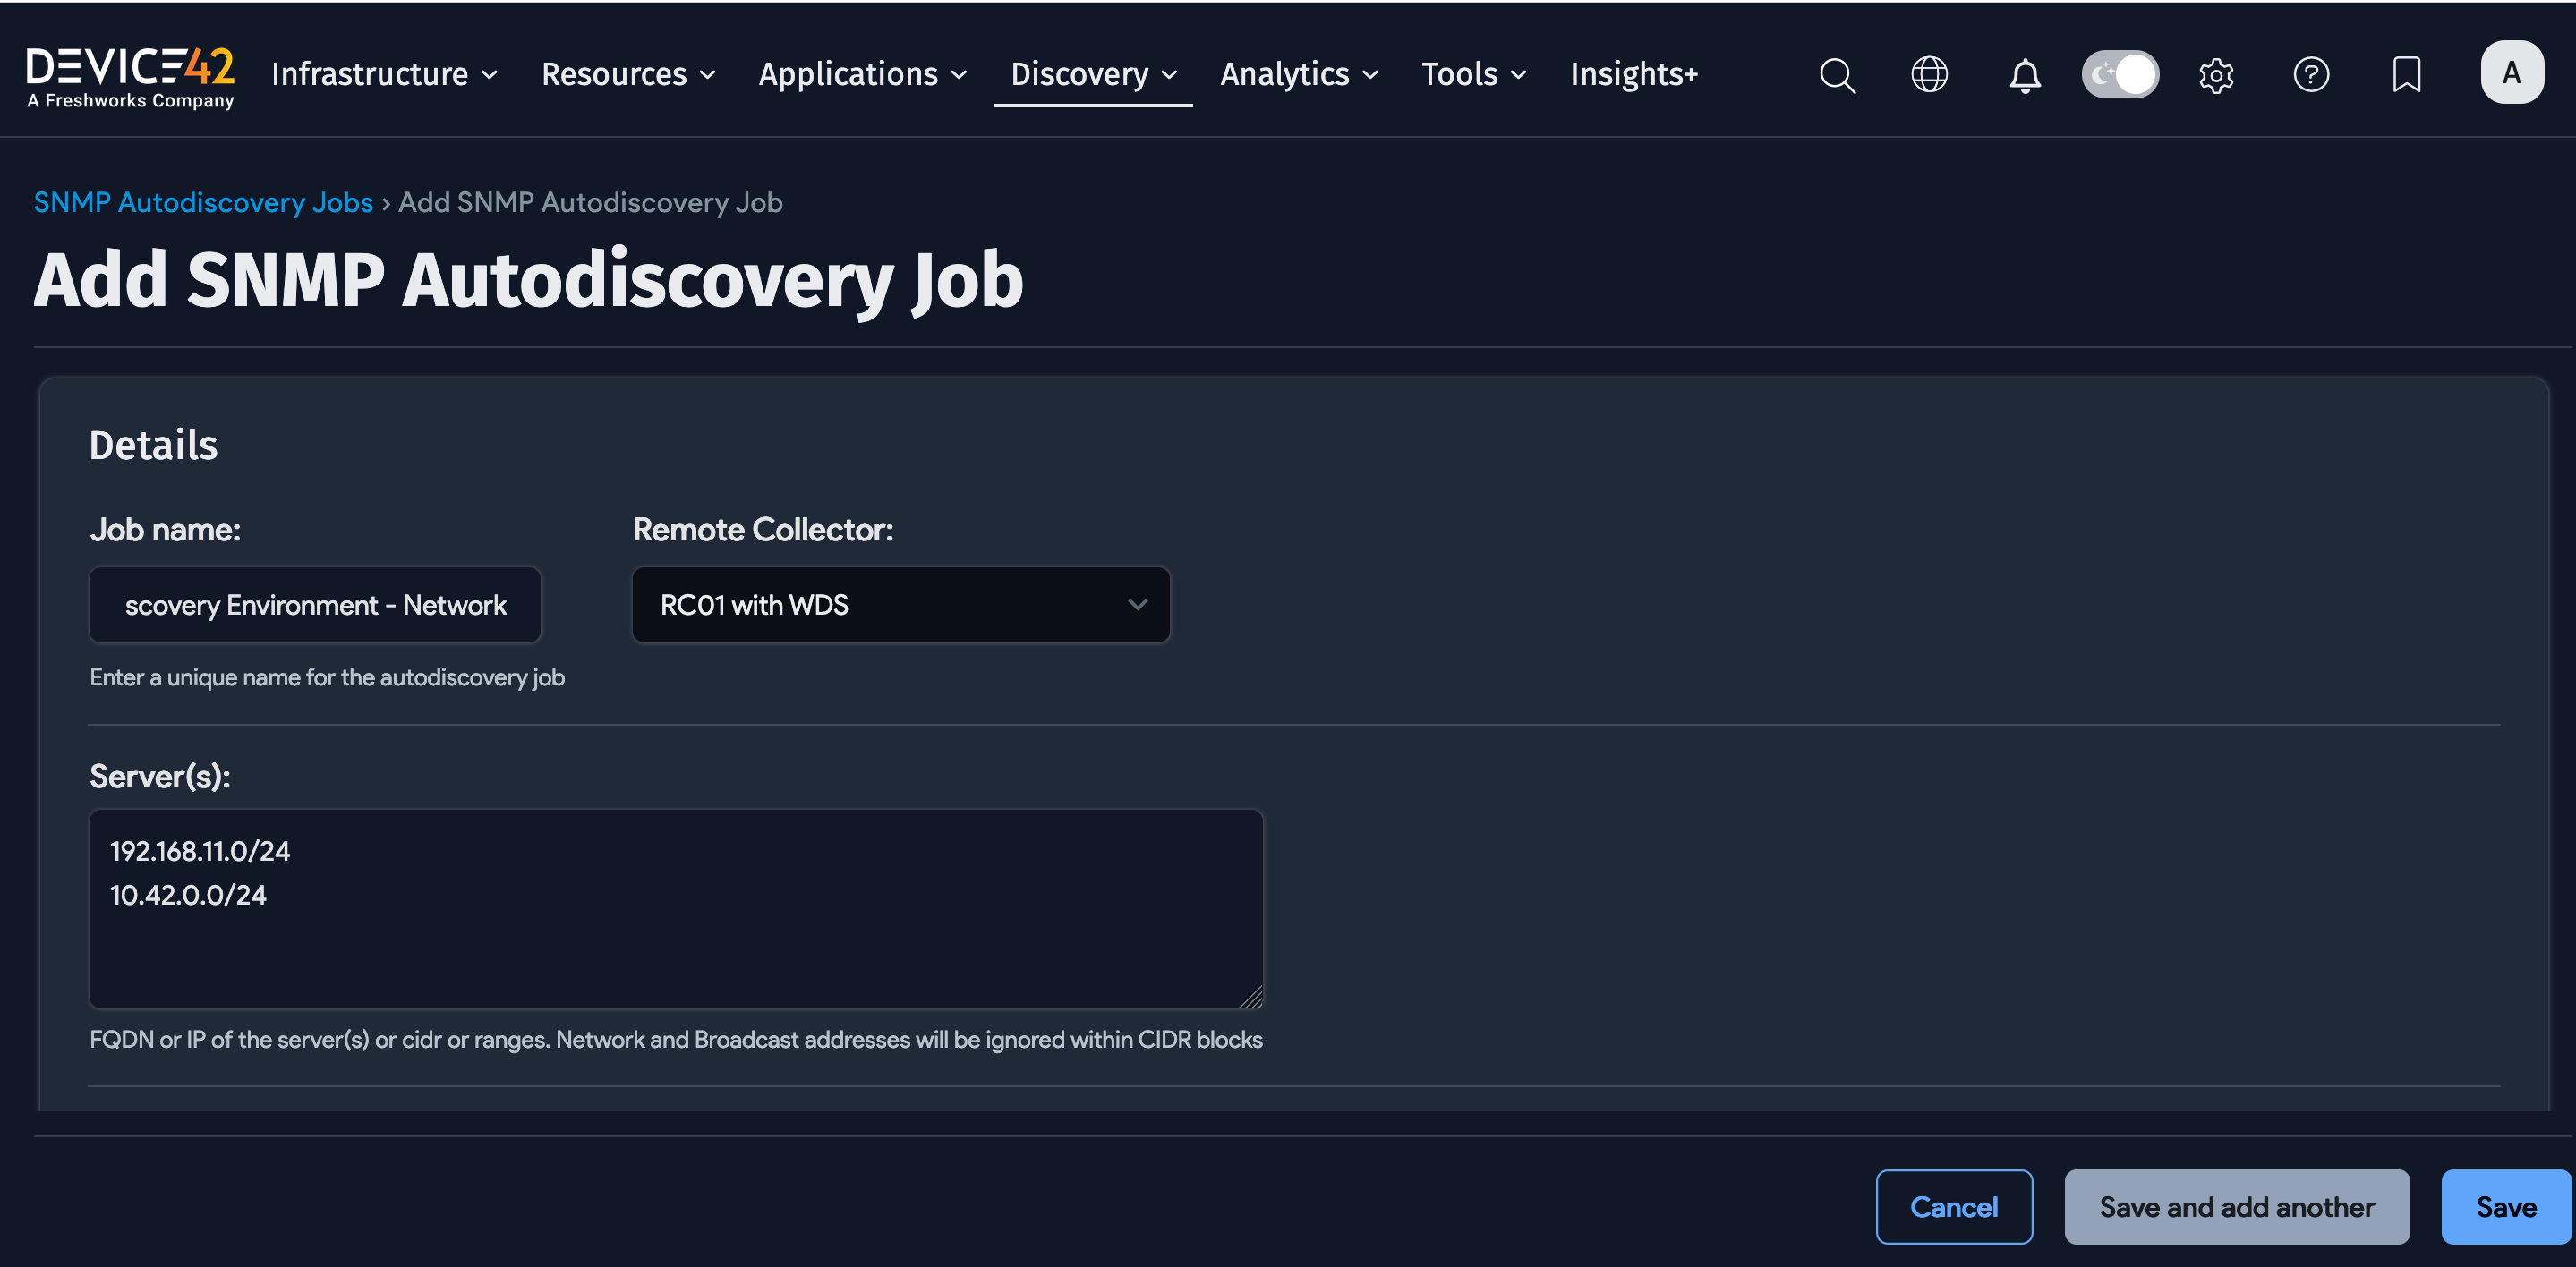 DEVICE42
A Freshworks Company
Infrastructure Resources Applications Discovery Analytics Tools Insights+
A
SNMP Autodiscovery Jobs › Add SNMP Autodiscovery Job
Add SNMP Autodiscovery Job
Details
Job name: Remote Collector:
iscovery Environment - Network RC01 with WDS
Enter a unique name for the autodiscovery job
Server(s):
192.168.11.0/24
10.42.0.0/24
FQDN or IP of the server(s) or cidr or ranges. Network and Broadcast addresses will be ignored within CIDR blocks
Cancel Save and add another Save